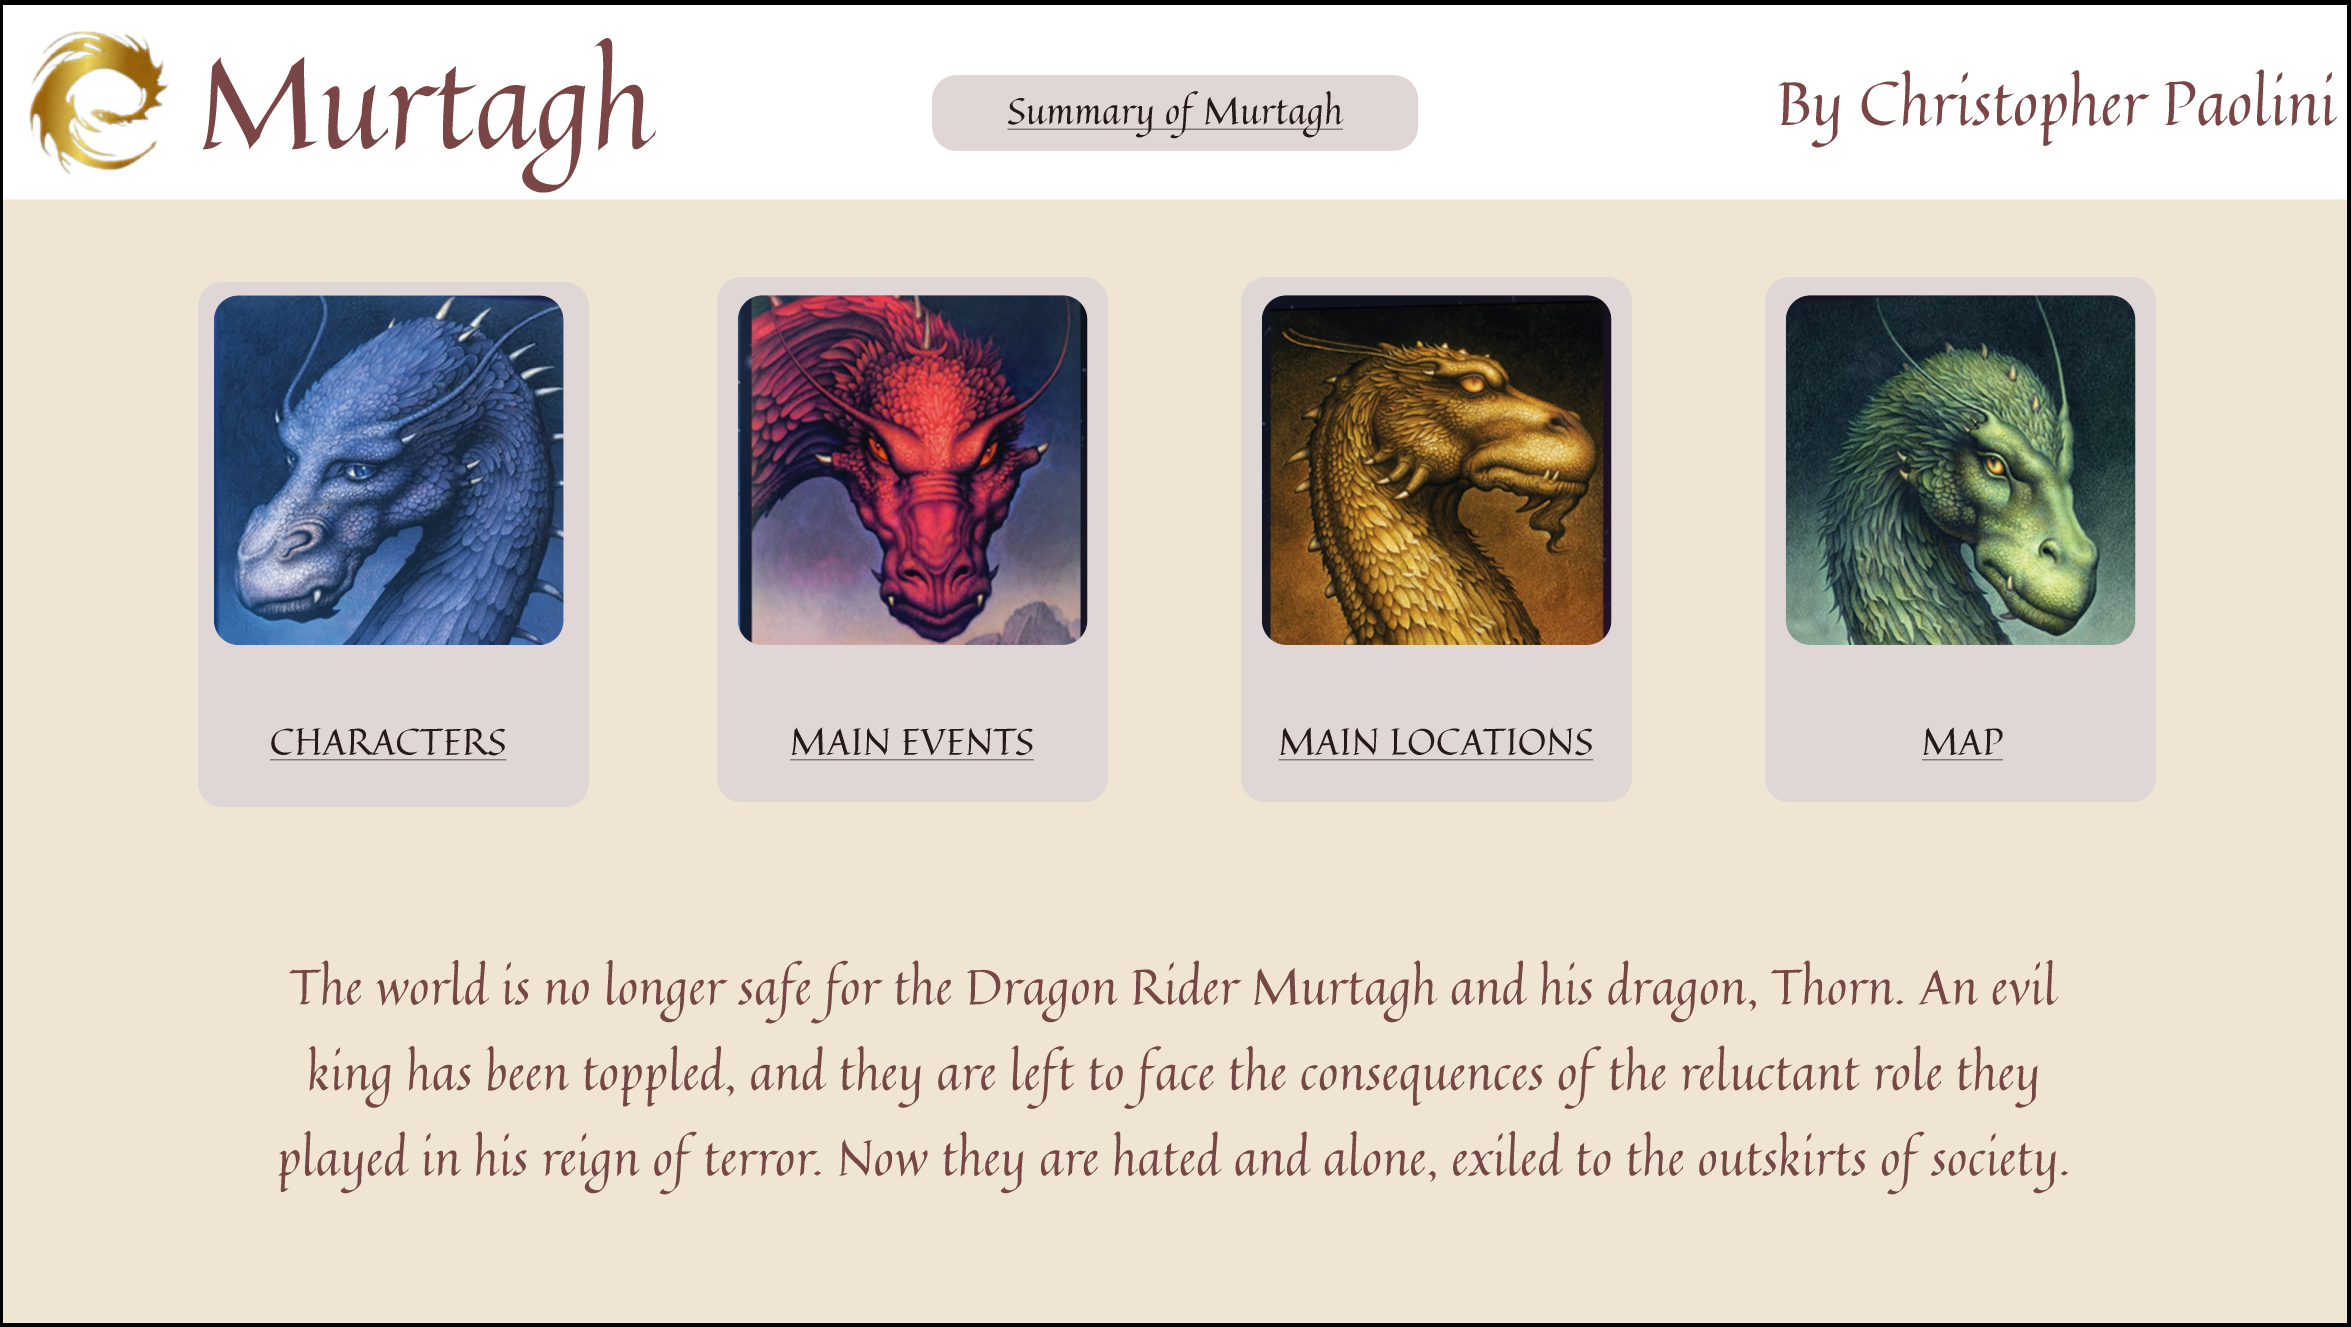 Murtagh
Summary of Murtagh
By Christopher Paolini
CHARACTERS
MAIN EVENTS
MAIN LOCATIONS
MAP
The world is no longer safe for the Dragon Rider Murtagh and his dragon, Thorn. An evil
king has been toppled, and they are left to face the consequences of the reluctant role they
played in his reign of terror. Now they are hated and alone, exiled to the outskirts of society.